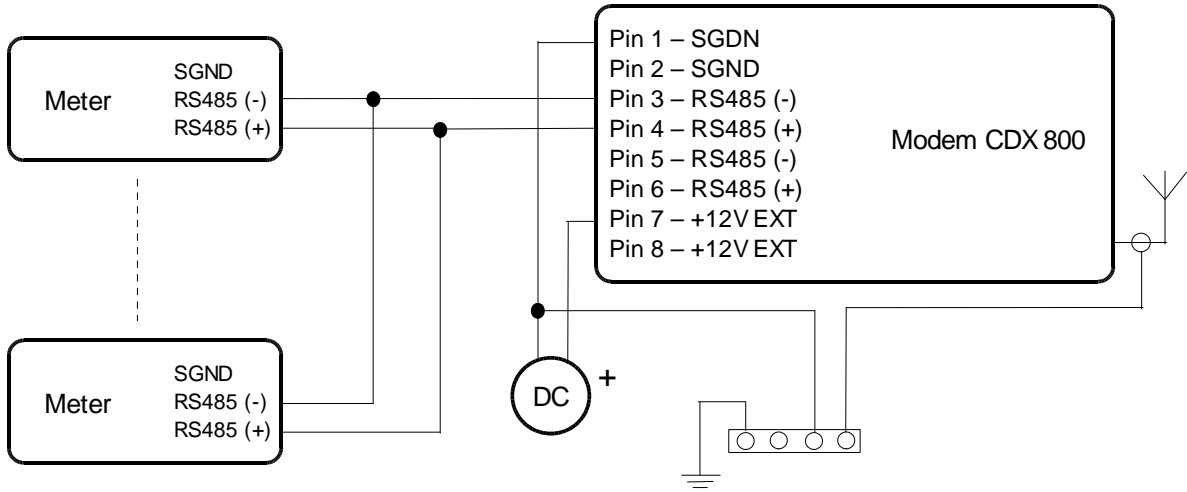 Meter
SGND
RS485 (-)
RS485 (+)
Pin 1 – SGDN
Pin 2 – SGND
Pin 3 – RS485 (-)
Pin 4 – RS485 (+)
Pin 5 – RS485 (-)
Pin 6 – RS485 (+)
Pin 7 – +12V EXT
Pin 8 – +12V EXT
Modem CDX 800
Meter
SGND
RS485 (-)
RS485 (+)
DC
+